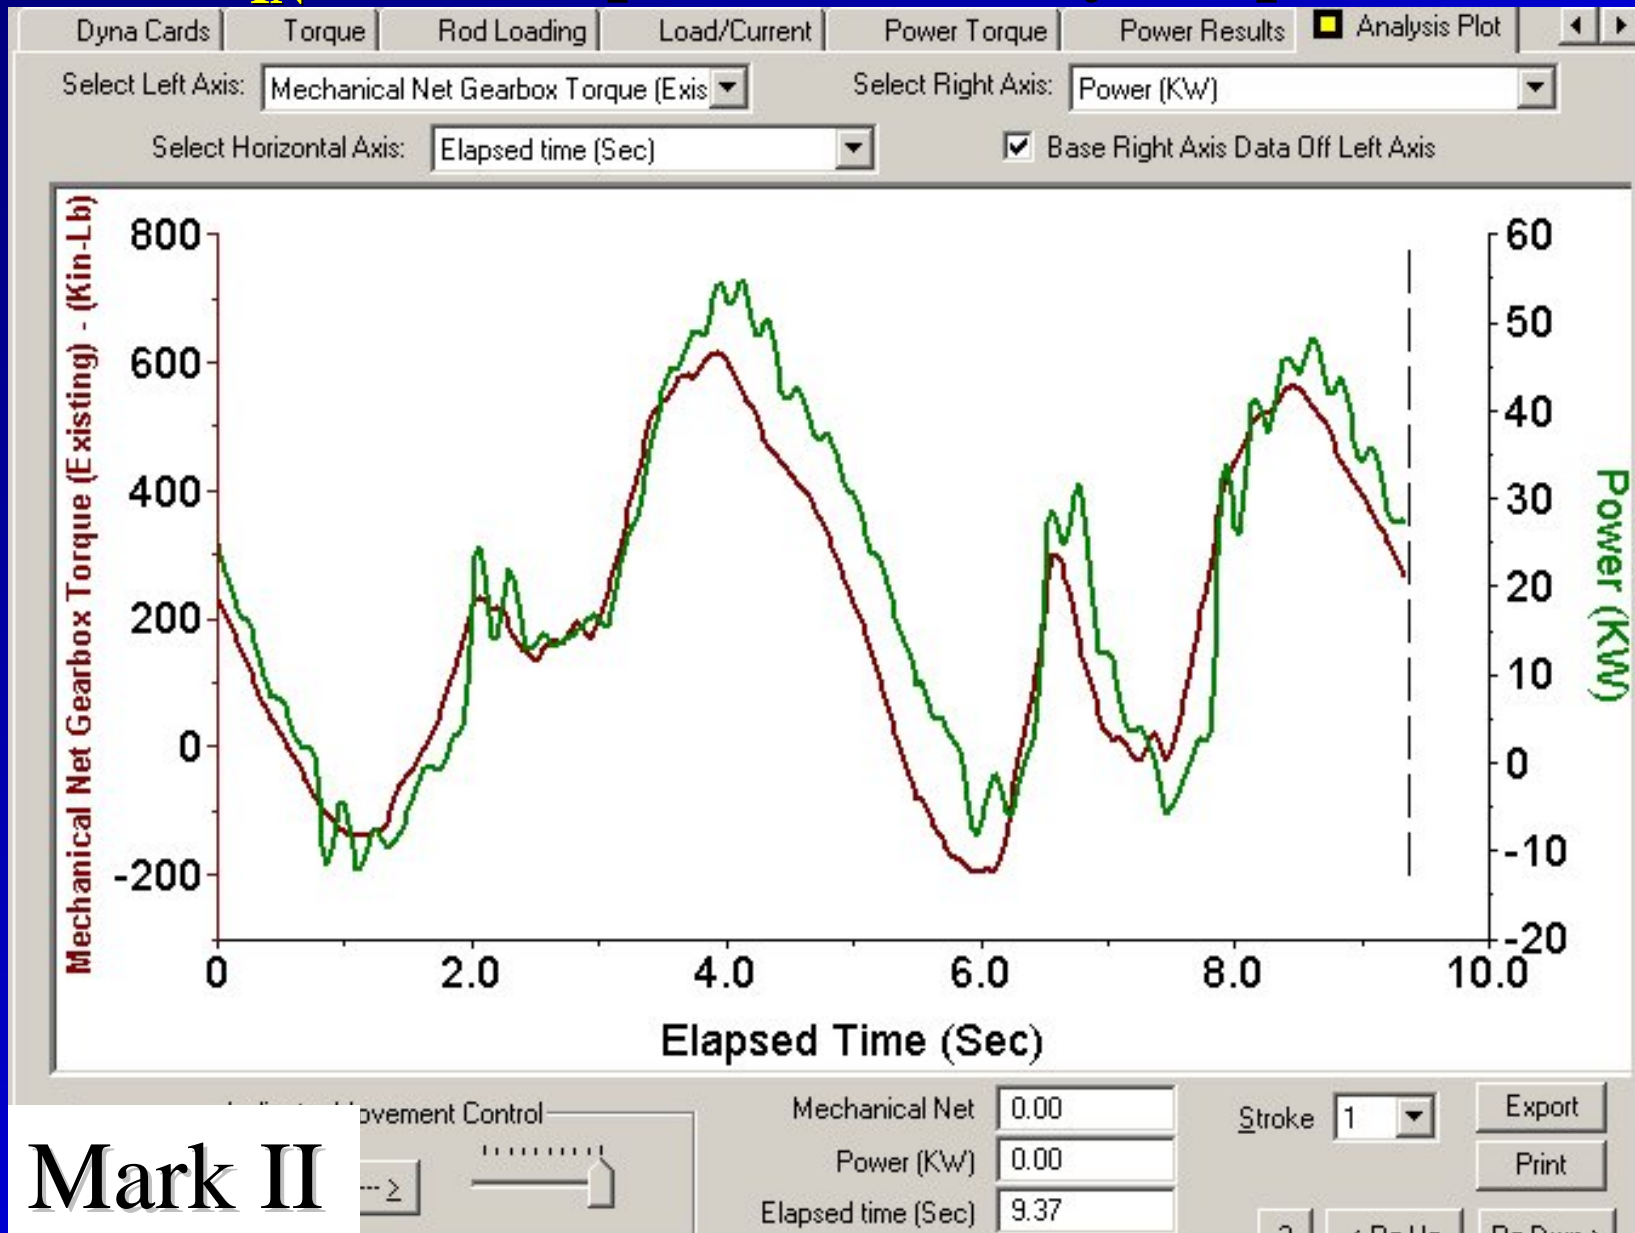 IN
Dyna Cards Torque Rod Loading Load/Current Power Torque Power Results Analysis Plot
Select Left Axis: Mechanical Net Gearbox Torque (Exis Select Right Axis: Power (KW)
Select Horizontal Axis: Elapsed time (Sec) Base Right Axis Data Off Left Axis
Mechanical Net Gearbox Torque (Existing) - (Kin-Lb)
800
600
400
200
0
-200
60
50
40
30
20
10
0
-10
-20
Power (KW)
0 2.0 4.0 6.0 8.0 10.0
Elapsed Time (Sec)
Movement Control
Mechanical Net 0.00
Stroke 1
Export
Power (KW) 0.00
Print
Mark II
--- >
Elapsed time (Sec) 9.37